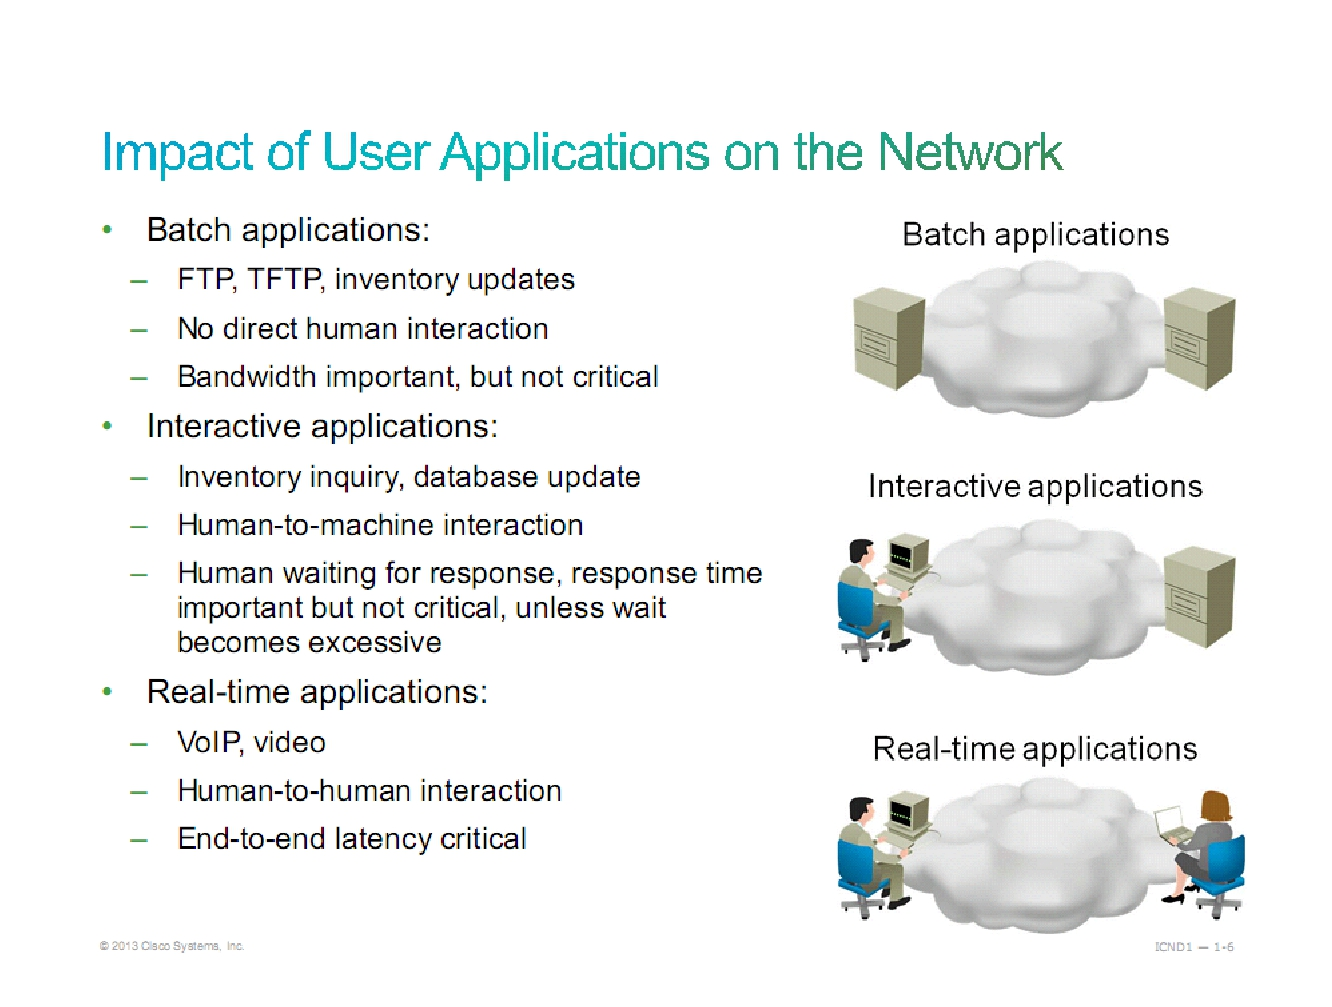 Impact of User Applications on the Network
• Batch applications:
– FTP, TFTP, inventory updates
– No direct human interaction
– Bandwidth important, but not critical
• Interactive applications:
– Inventory inquiry, database update
– Human-to-machine interaction
– Human waiting for response, response time
important but not critical, unless wait
becomes excessive
• Real-time applications:
– VoIP, video
– Human-to-human interaction
– End-to-end latency critical
Batch applications
Interactive applications
Real-time applications
© 2013 Cisco Systems, Inc.
ICND1 — 1-6